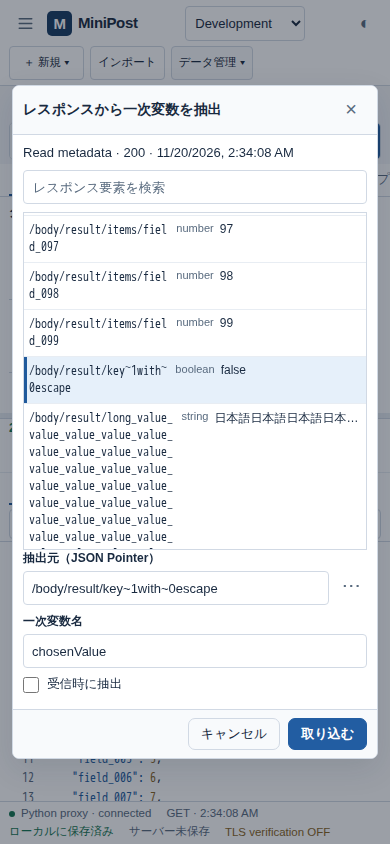 M MiniPost Development
＋ 新規 ▾ インポート データ管理 ▾
レスポンスから一次変数を抽出 ×
Read metadata · 200 · 11/20/2026, 2:34:08 AM
レスポンス要素を検索
/body/result/items/fiel number 97
d_097
/body/result/items/fiel number 98
d_098
/body/result/items/fiel number 99
d_099
/body/result/key~1with~ boolean false
0escape
/body/result/long_value_ string 日本語日本語日本語日本…
value_value_value_value_
value_value_value_value_
value_value_value_value_
value_value_value_value_
value_value_value_value_
value_value_value_value_
value_value_value_value_
抽出元（JSON Pointer）
/body/result/key~1with~0escape ···
一次変数名
chosenValue
受信時に抽出
キャンセル 取り込む
11 "field_005": 5,
12 "field_006": 6,
13 "field_007": 7,
Python proxy · connected GET · 2:34:08 AM
ローカルに保存済み サーバー未保存 TLS verification OFF